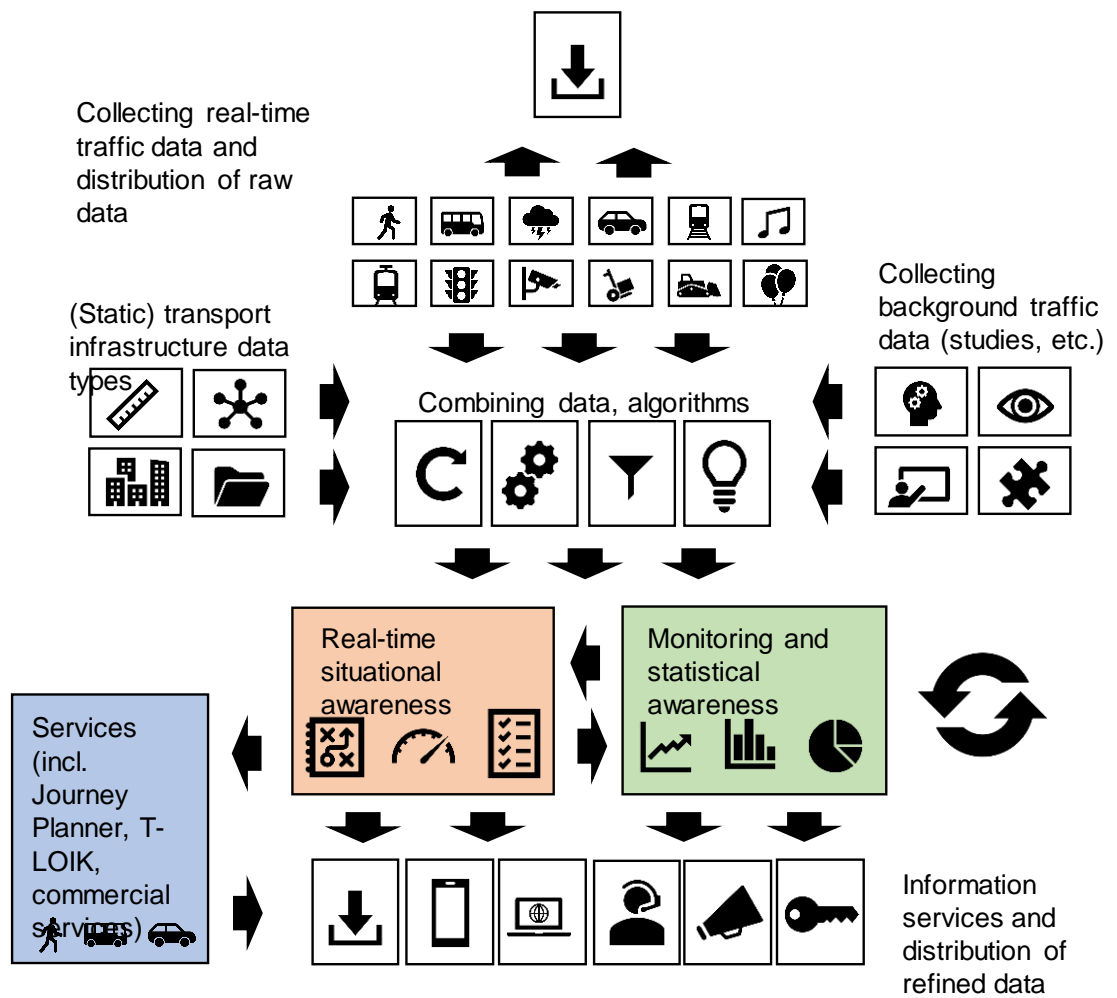 Collecting real-time
traffic data and
distribution of raw
data
(Static) transport
infrastructure data
types
Collecting
background traffic
data (studies, etc.)
Combining data, algorithms
Real-time
situational
awareness
Monitoring and
statistical
awareness
Services
(incl.
Journey
Planner, T-
LOIK,
commercial
services)
Information
services and
distribution of
refined data